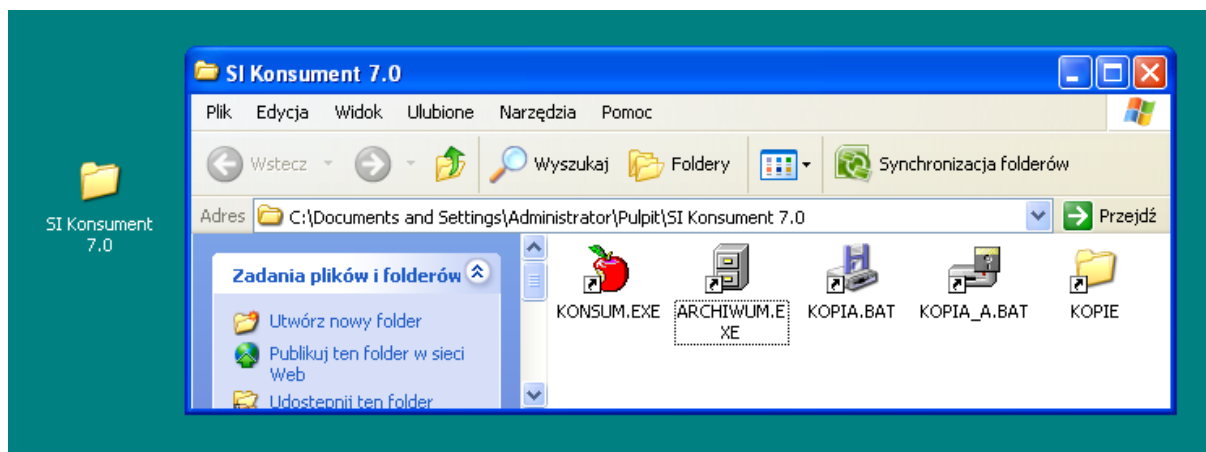 SI Konsument 7.0
Plik Edycja Widok Ulubione Narzędzia Pomoc
Wstecz Wyszukaj Foldery Synchronizacja folderów
Adres C:\Documents and Settings\Administrator\Pulpit\SI Konsument 7.0 Przejdź
SI Konsument
7.0
Zadania plików i folderów
Utwórz nowy folder
Publikuj ten folder w sieci
Web
Udostępnij ten folder
KONSUM.EXE ARCHIWUM.E KOPIA.BAT KOPIA_A.BAT KOPIE
XE